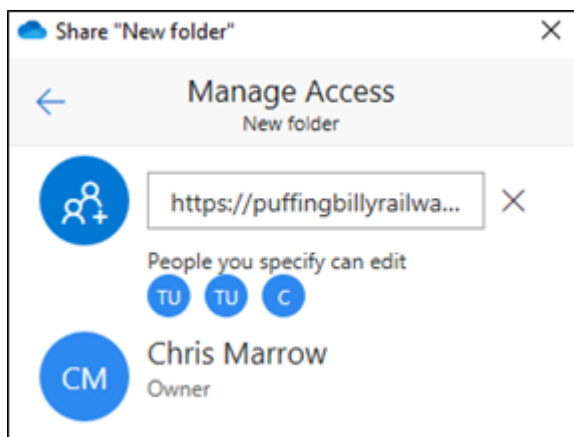 Share "New folder"
Manage Access
New folder
https://puffingbillyrailwa...
People you specify can edit
TU TU C
CM
Chris Marrow
Owner